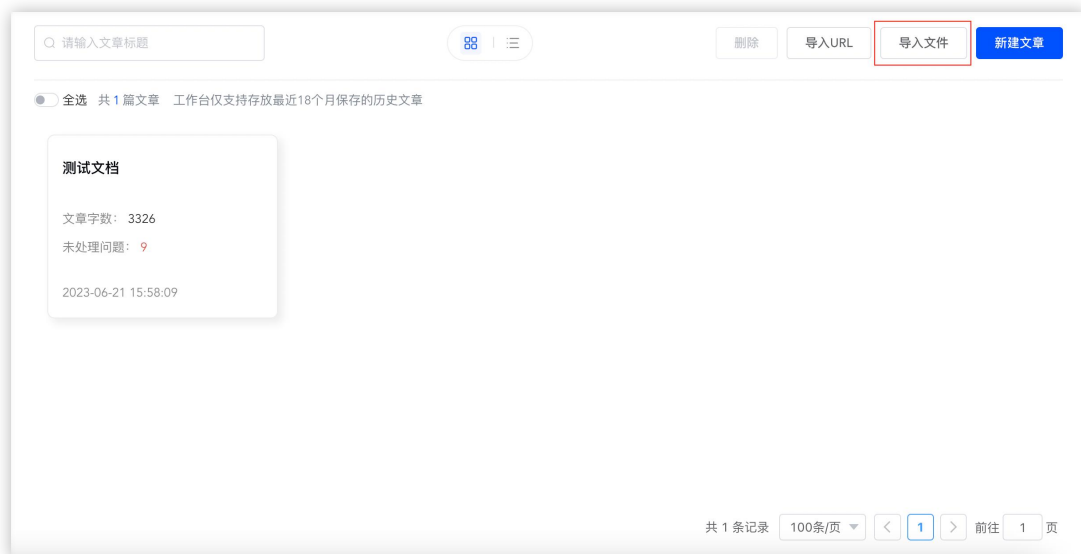 请输入文章标题
删除 导入URL 导入文件 新建文章
全选 共1篇文章 工作台仅支持存放最近18个月保存的历史文章
测试文档
文章字数： 3326
未处理问题： 9
2023-06-21 15:58:09
共 1 条记录 100条/页 1 前往 1 页